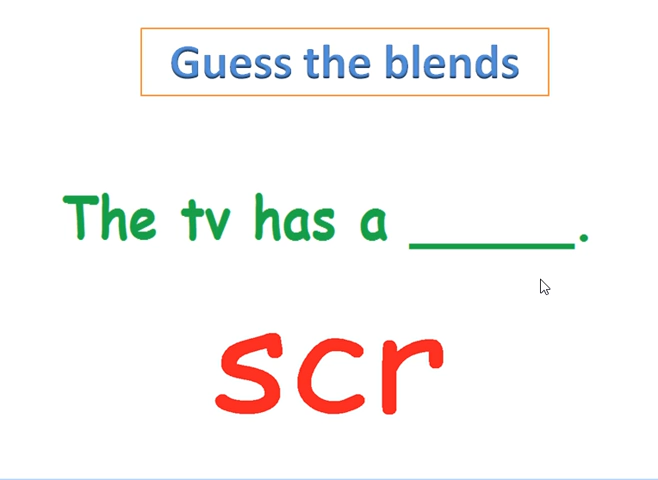 Guess the blends
The tv has a _____.
scr